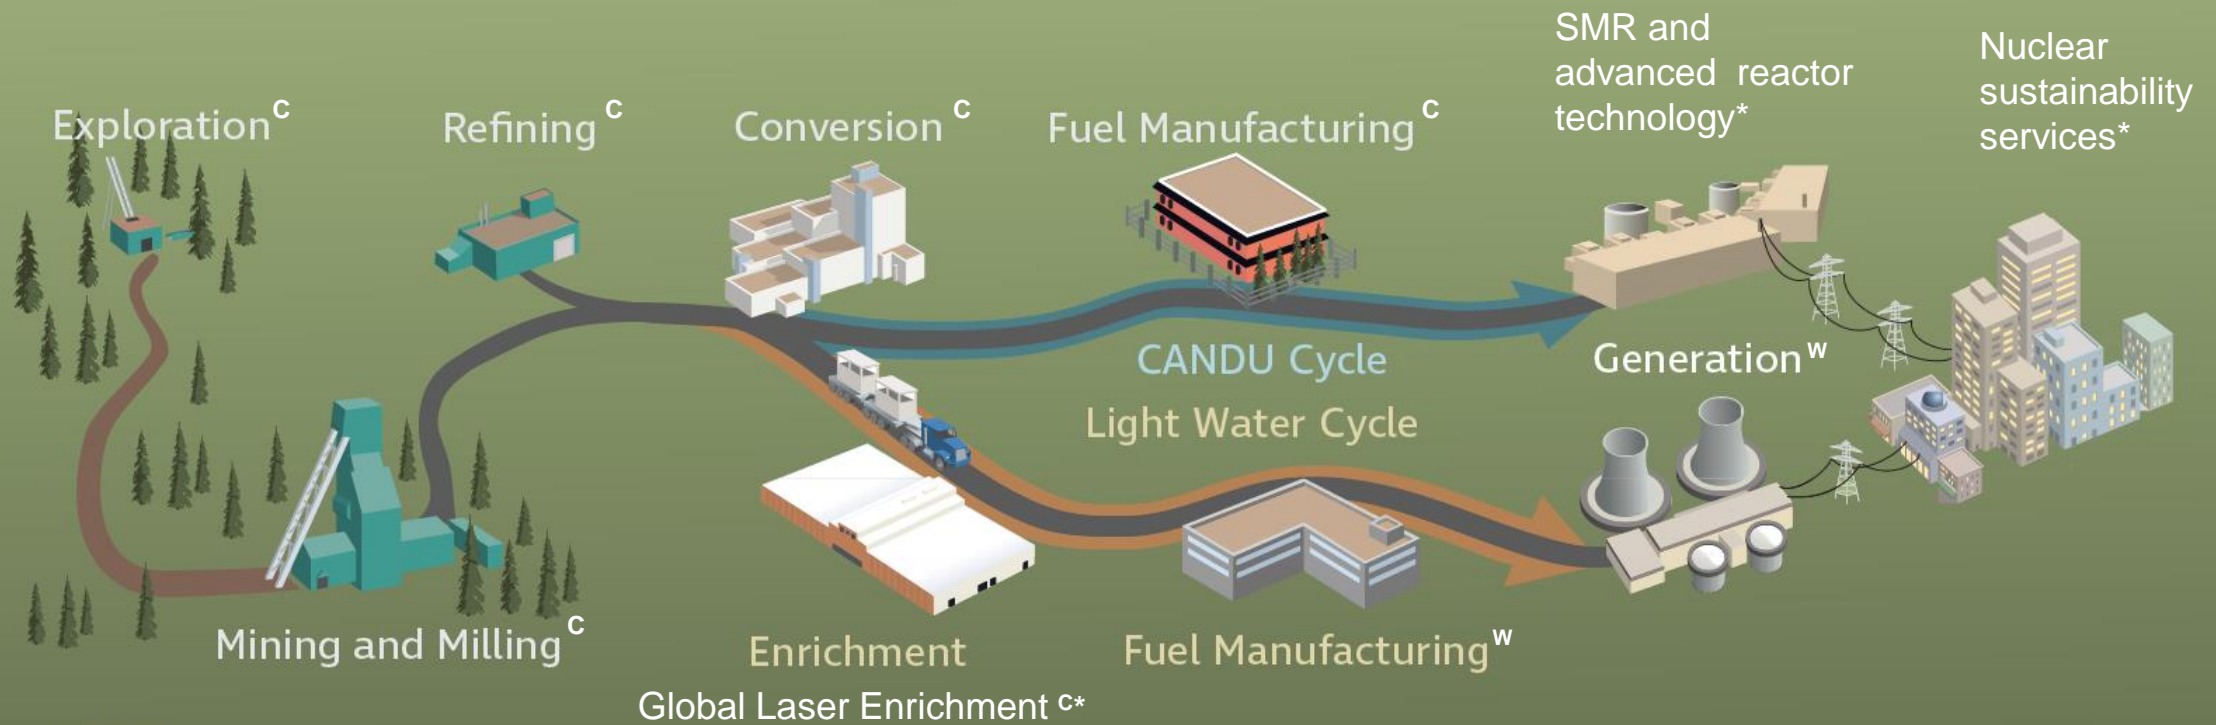 SMR and
advanced reactor
technology*
Nuclear
sustainability
services*
Exploration C
Refining C
Conversion C
Fuel Manufacturing C
CANDU Cycle
Light Water Cycle
Generation W
Mining and Milling C
Enrichment
Global Laser Enrichment C*
Fuel Manufacturing W